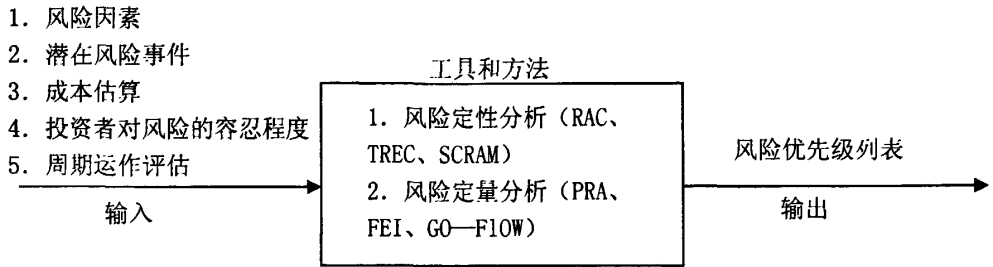 1. 风险因素
2. 潜在风险事件
3. 成本估算
4. 投资者对风险的容忍程度
5. 周期运作评估
输入
工具和方法
1. 风险定性分析（RAC、
TREC、SCRAM）
2. 风险定量分析（PRA、
FEI、GO—FlOW）
风险优先级列表
输出